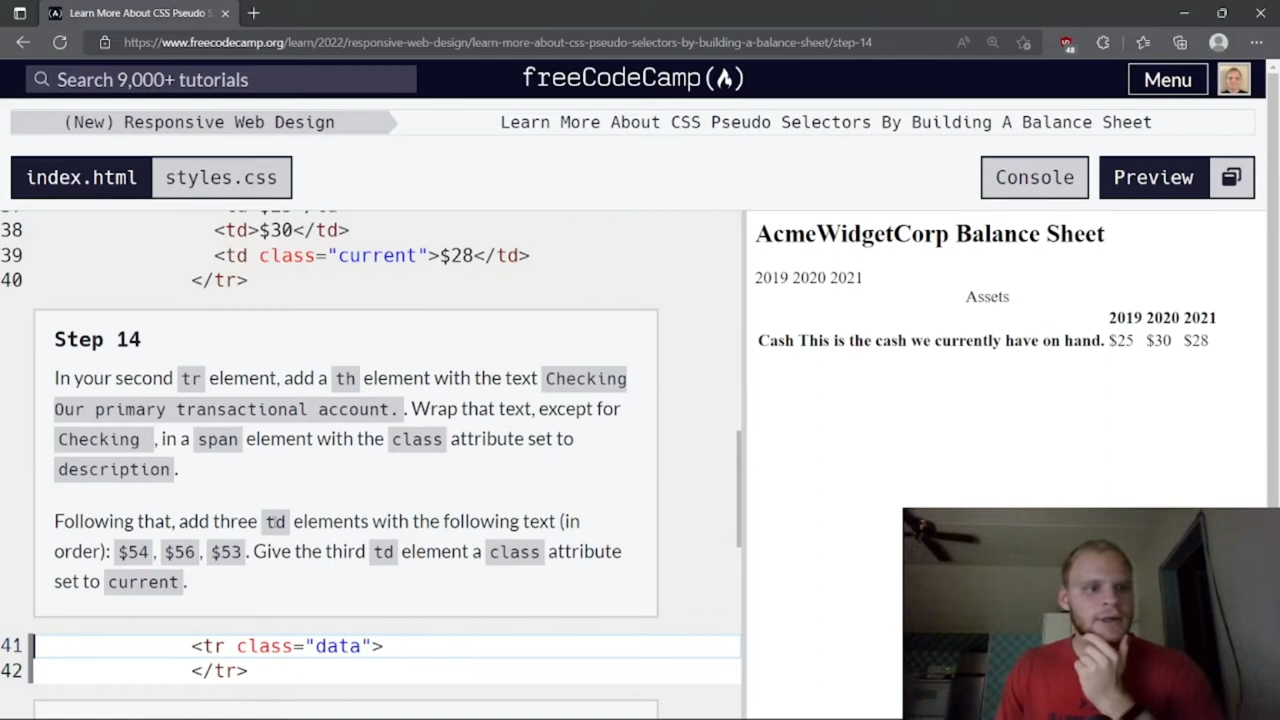 Learn More About CSS Pseudo S
https://www.freecodecamp.org/learn/2022/responsive-web-design/learn-more-about-css-pseudo-selectors-by-building-a-balance-sheet/step-14
48
Search 9,000+ tutorials
freeCodeCamp
Menu
(New) Responsive Web Design
Learn More About CSS Pseudo Selectors By Building A Balance Sheet
index.html
styles.css
Console
Preview
38 <td>$30</td>
39 <td class="current">$28</td>
40 </tr>
Step 14
In your second tr element, add a th element with the text Checking
Our primary transactional account. . Wrap that text, except for
Checking , in a span element with the class attribute set to
description.
Following that, add three td elements with the following text (in
order): $54, $56, $53. Give the third td element a class attribute
set to current.
41 <tr class="data">
42 </tr>
AcmeWidgetCorp Balance Sheet
2019 2020 2021
Assets
2019 2020 2021
Cash This is the cash we currently have on hand. $25 $30 $28